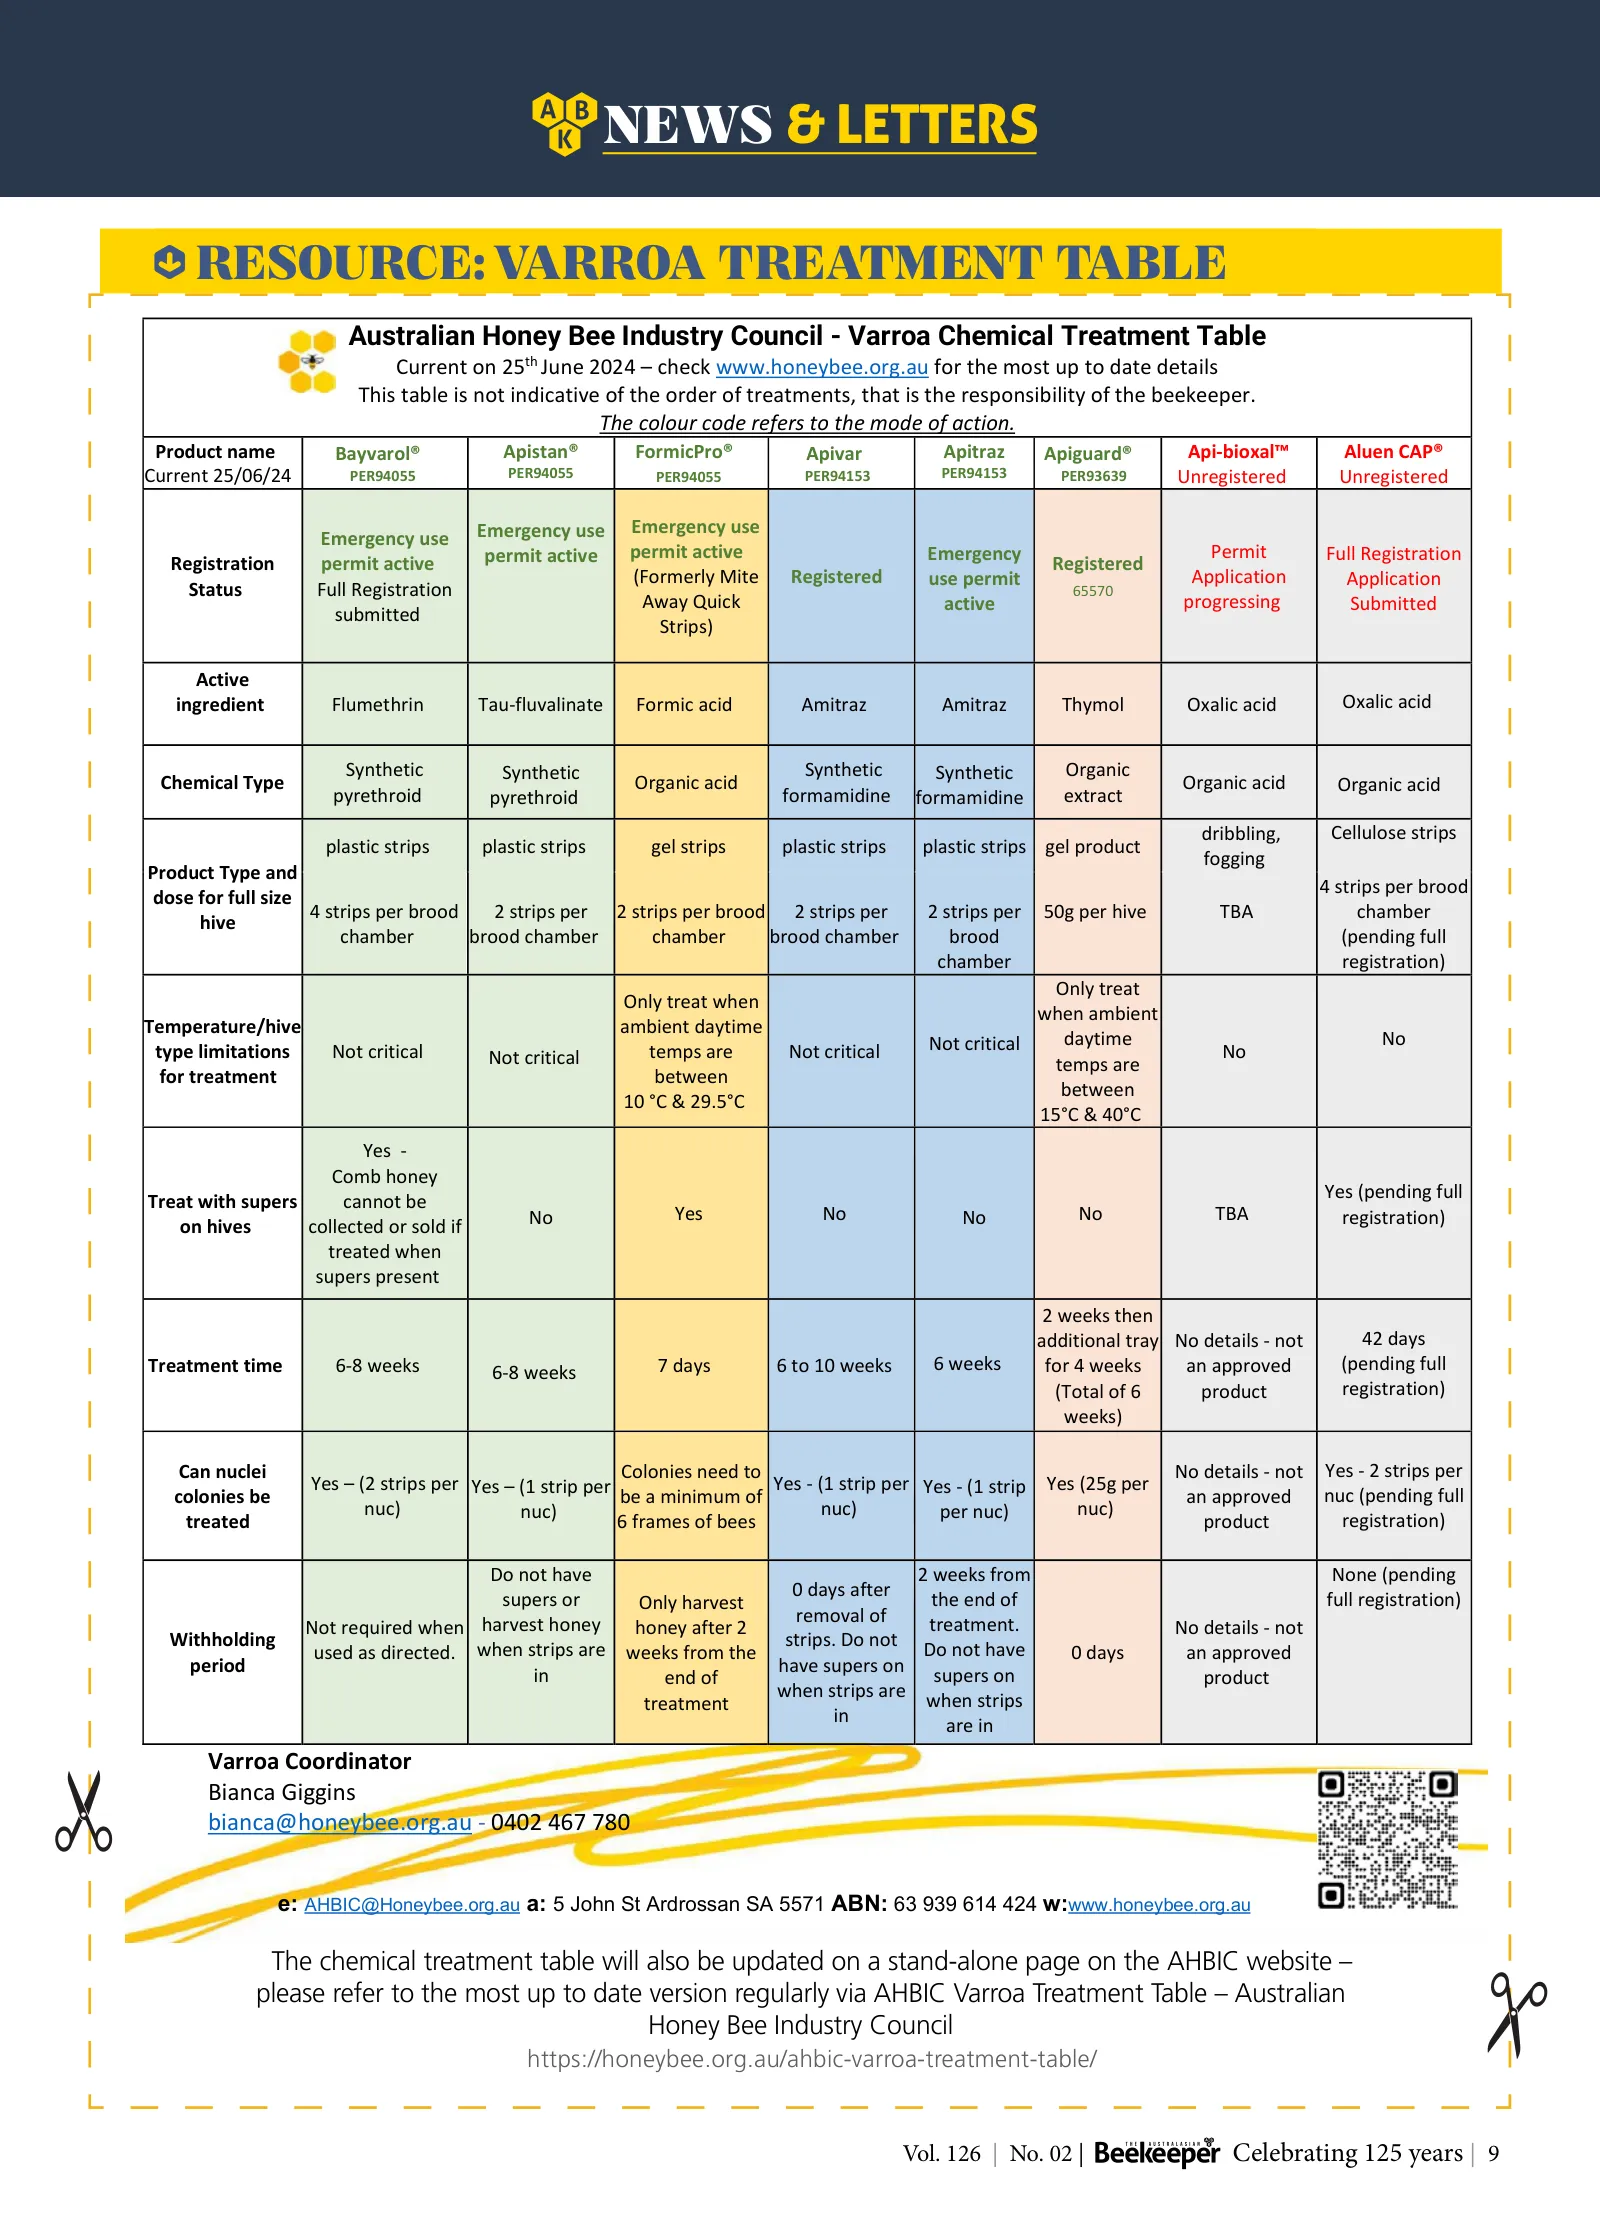 A B K NEWS & LETTERS
RESOURCE: VARROA TREATMENT TABLE
Australian Honey Bee Industry Council - Varroa Chemical Treatment Table
Current on 25th June 2024 – check www.honeybee.org.au for the most up to date details
This table is not indicative of the order of treatments, that is the responsibility of the beekeeper.
The colour code refers to the mode of action.
Product name
Current 25/06/24
Bayvarol®
PER94055
Apistan®
PER94055
FormicPro®
PER94055
Apivar
PER94153
Apitraz
PER94153
Apiguard®
PER93639
Api-bioxal™
Unregistered
Aluen CAP®
Unregistered
Registration
Status
Emergency use
permit active
Full Registration
submitted
Emergency use
permit active
Emergency use
permit active
(Formerly Mite
Away Quick
Strips)
Registered
Emergency
use permit
active
Registered
65570
Permit
Application
progressing
Full Registration
Application
Submitted
Active
ingredient
Flumethrin
Tau-fluvalinate
Formic acid
Amitraz
Amitraz
Thymol
Oxalic acid
Oxalic acid
Chemical Type
Synthetic
pyrethroid
Synthetic
pyrethroid
Organic acid
Synthetic
formamidine
Synthetic
formamidine
Organic
extract
Organic acid
Organic acid
Product Type and
dose for full size
hive
plastic strips
4 strips per brood
chamber
plastic strips
2 strips per
brood chamber
gel strips
2 strips per brood
chamber
plastic strips
2 strips per
brood chamber
plastic strips
2 strips per
brood
chamber
gel product
50g per hive
dribbling,
fogging
TBA
Cellulose strips
4 strips per brood
chamber
(pending full
registration)
Temperature/hive
type limitations
for treatment
Not critical
Not critical
Only treat when
ambient daytime
temps are
between
10 °C & 29.5°C
Not critical
Not critical
Only treat
when ambient
daytime
temps are
between
15°C & 40°C
No
No
Treat with supers
on hives
Yes -
Comb honey
cannot be
collected or sold if
treated when
supers present
No
Yes
No
No
No
TBA
Yes (pending full
registration)
Treatment time
6-8 weeks
6-8 weeks
7 days
6 to 10 weeks
6 weeks
2 weeks then
additional tray
for 4 weeks
(Total of 6
weeks)
No details - not
an approved
product
42 days
(pending full
registration)
Can nuclei
colonies be
treated
Yes – (2 strips per
nuc)
Yes – (1 strip per
nuc)
Colonies need to
be a minimum of
6 frames of bees
Yes - (1 strip per
nuc)
Yes - (1 strip
per nuc)
Yes (25g per
nuc)
No details - not
an approved
product
Yes - 2 strips per
nuc (pending full
registration)
Withholding
period
Not required when
used as directed.
Do not have
supers or
harvest honey
when strips are
in
Only harvest
honey after 2
weeks from the
end of
treatment
0 days after
removal of
strips. Do not
have supers on
when strips are
in
2 weeks from
the end of
treatment.
Do not have
supers on
when strips
are in
0 days
No details - not
an approved
product
None (pending
full registration)
Varroa Coordinator
Bianca Giggins
bianca@honeybee.org.au - 0402 467 780
e: AHBIC@Honeybee.org.au a: 5 John St Ardrossan SA 5571 ABN: 63 939 614 424 w:www.honeybee.org.au
The chemical treatment table will also be updated on a stand-alone page on the AHBIC website –
please refer to the most up to date version regularly via AHBIC Varroa Treatment Table – Australian
Honey Bee Industry Council
https://honeybee.org.au/ahbic-varroa-treatment-table/
Vol. 126 | No. 02 | THE AUSTRALASIAN Beekeeper Celebrating 125 years | 9